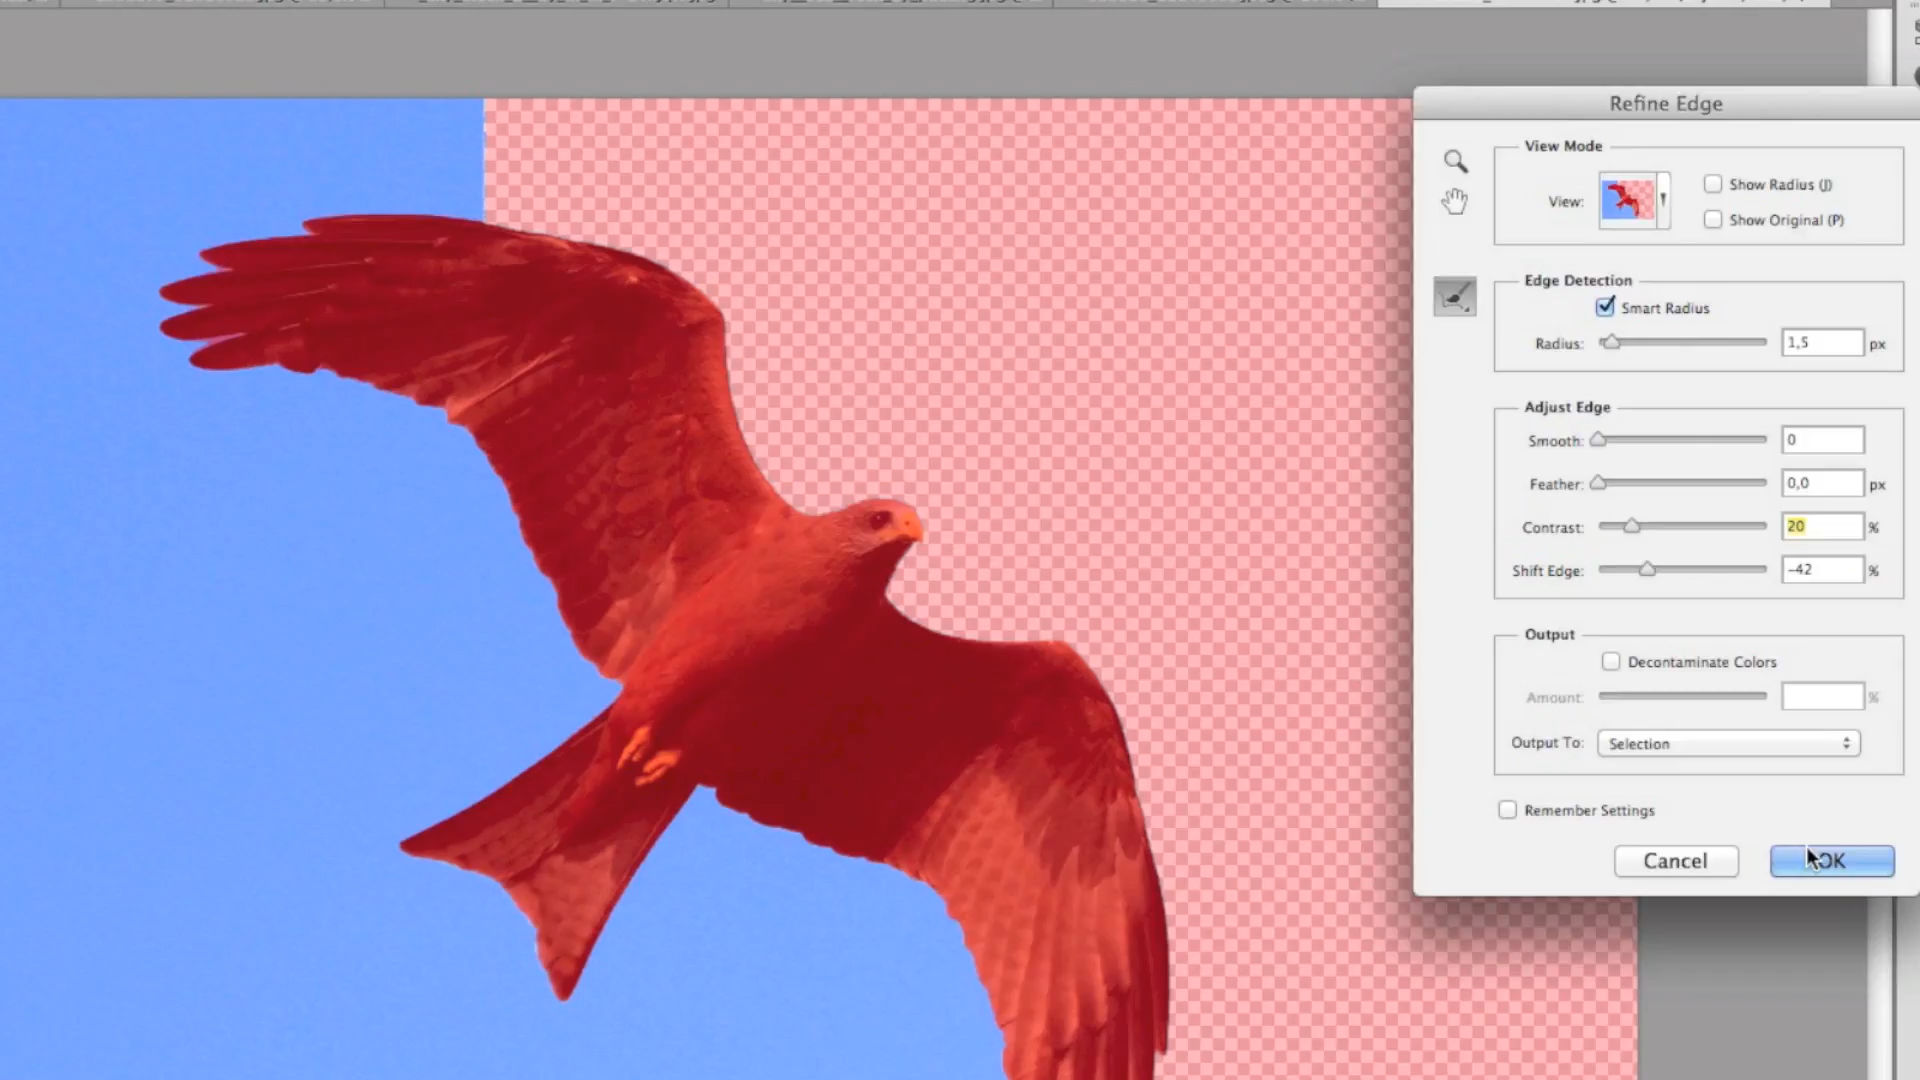 Refine Edge
View Mode
View:
Show Radius (J)
Show Original (P)
Edge Detection
Smart Radius
Radius: 1,5 px
Adjust Edge
Smooth: 0
Feather: 0,0 px
Contrast: 20 %
Shift Edge: -42 %
Output
Decontaminate Colors
Amount: %
Output To: Selection
Remember Settings
Cancel
OK